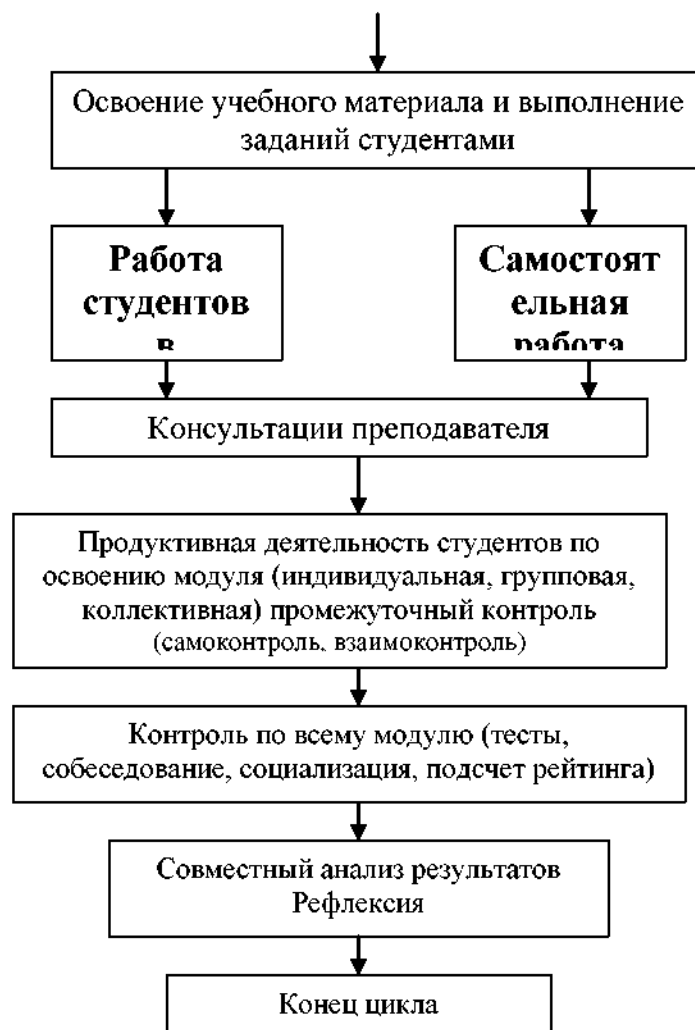 Освоение учебного материала и выполнение
заданий студентами
Работа
студентов
в
Самостоят
ельная
работа
Консультации преподавателя
Продуктивная деятельность студентов по
освоению модуля (индивидуальная, групповая,
коллективная) промежуточный контроль
(самоконтроль, взаимоконтроль)
Контроль по всему модулю (тесты,
собеседование, социализация, подсчет рейтинга)
Совместный анализ результатов
Рефлексия
Конец цикла